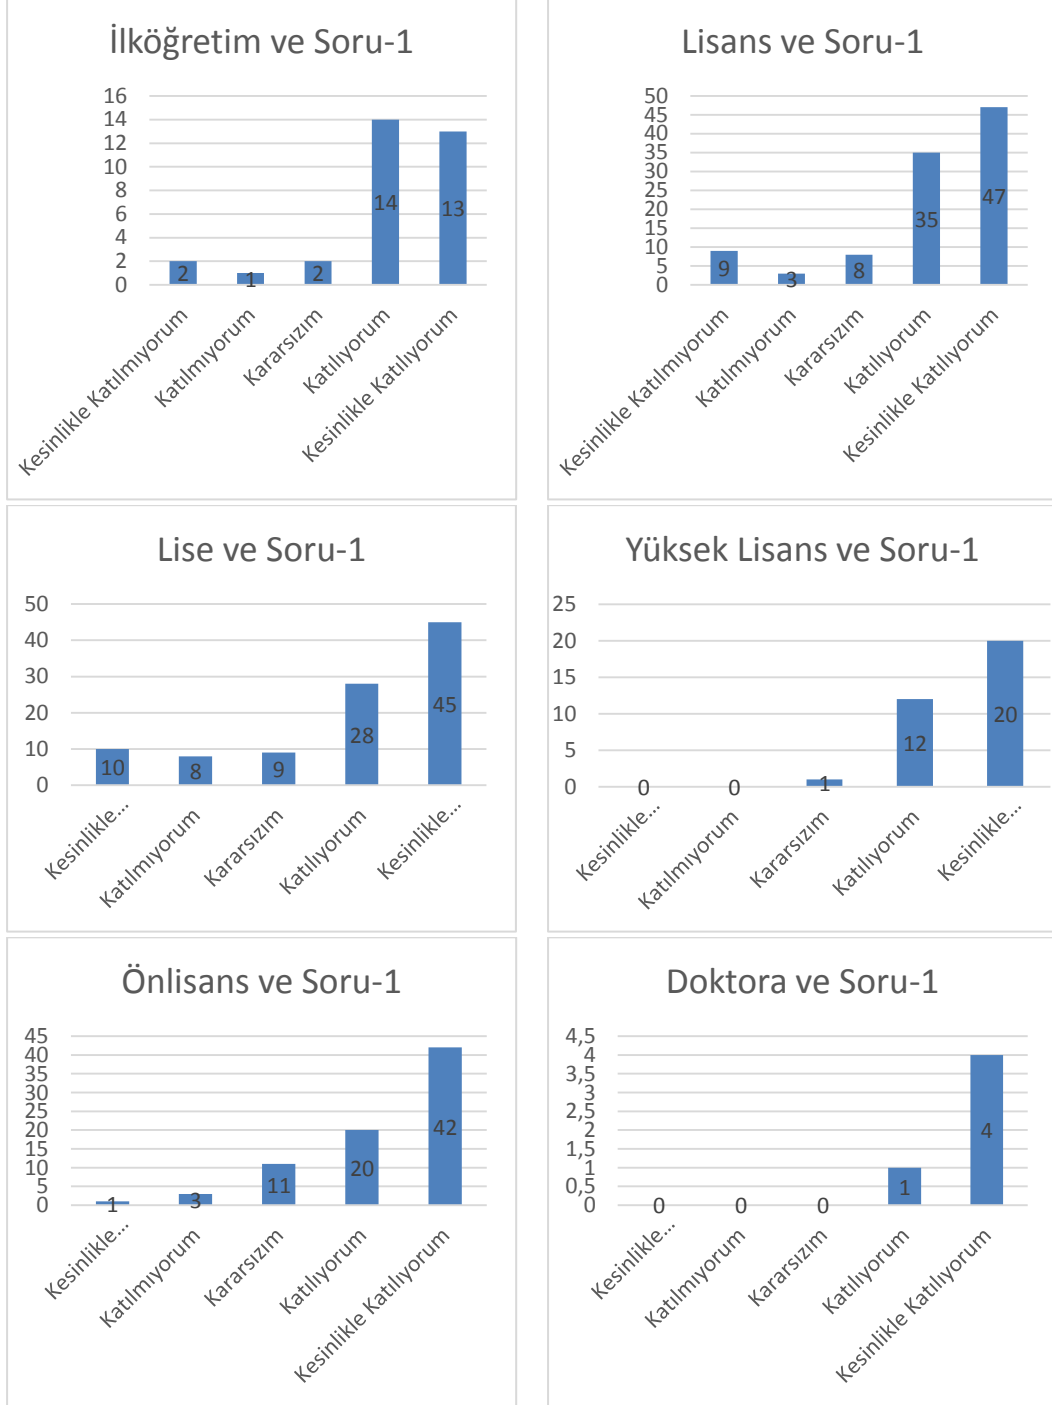 İlköğretim ve Soru-1
16
14
12
10
8
6
4
2
0
2
1
2
14
13
Kesinlikle Katılmıyorum
Katılmıyorum
Kararsızım
Katılıyorum
Kesinlikle Katılıyorum
Lisans ve Soru-1
50
45
40
35
30
25
20
15
10
5
0
9
3
8
35
47
Kesinlikle Katılmıyorum
Katılmıyorum
Kararsızım
Katılıyorum
Kesinlikle Katılıyorum
Lise ve Soru-1
50
40
30
20
10
0
10
8
9
28
45
Kesinlikle...
Katılmıyorum
Kararsızım
Katılıyorum
Kesinlikle...
Yüksek Lisans ve Soru-1
25
20
15
10
5
0
0
0
1
12
20
Kesinlikle...
Katılmıyorum
Kararsızım
Katılıyorum
Kesinlikle...
Önlisans ve Soru-1
45
40
35
30
25
20
15
10
5
0
1
3
11
20
42
Kesinlikle...
Katılmıyorum
Kararsızım
Katılıyorum
Kesinlikle Katılıyorum
Doktora ve Soru-1
4,5
4
3,5
3
2,5
2
1,5
1
0,5
0
0
0
0
1
4
Kesinlikle...
Katılmıyorum
Kararsızım
Katılıyorum
Kesinlikle Katılıyorum